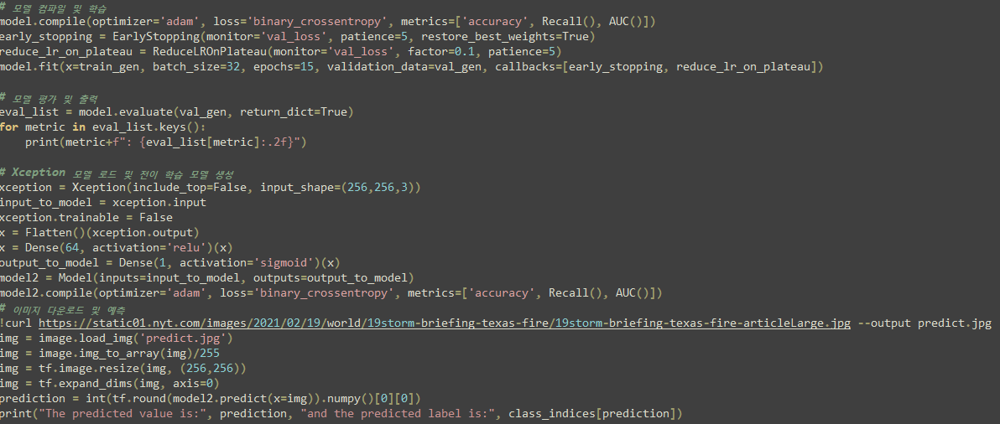 # 모델 컴파일 및 학습
model.compile(optimizer='adam', loss='binary_crossentropy', metrics=['accuracy', Recall(), AUC()])
early_stopping = EarlyStopping(monitor='val_loss', patience=5, restore_best_weights=True)
reduce_lr_on_plateau = ReduceLROnPlateau(monitor='val_loss', factor=0.1, patience=5)
model.fit(x=train_gen, batch_size=32, epochs=15, validation_data=val_gen, callbacks=[early_stopping, reduce_lr_on_plateau])
# 모델 평가 및 출력
eval_list = model.evaluate(val_gen, return_dict=True)
for metric in eval_list.keys():
    print(metric+f": {eval_list[metric]:.2f}")
# Xception 모델 로드 및 전이 학습 모델 생성
xception = Xception(include_top=False, input_shape=(256,256,3))
input_to_model = xception.input
xception.trainable = False
x = Flatten()(xception.output)
x = Dense(64, activation='relu')(x)
output_to_model = Dense(1, activation='sigmoid')(x)
model2 = Model(inputs=input_to_model, outputs=output_to_model)
model2.compile(optimizer='adam', loss='binary_crossentropy', metrics=['accuracy', Recall(), AUC()])
# 이미지 다운로드 및 예측
!curl https://static01.nyt.com/images/2021/02/19/world/19storm-briefing-texas-fire/19storm-briefing-texas-fire-articleLarge.jpg --output predict.jpg
img = image.load_img('predict.jpg')
img = image.img_to_array(img)/255
img = tf.image.resize(img, (256,256))
img = tf.expand_dims(img, axis=0)
prediction = int(tf.round(model2.predict(x=img)).numpy()[0][0])
print("The predicted value is:", prediction, "and the predicted label is:", class_indices[prediction])